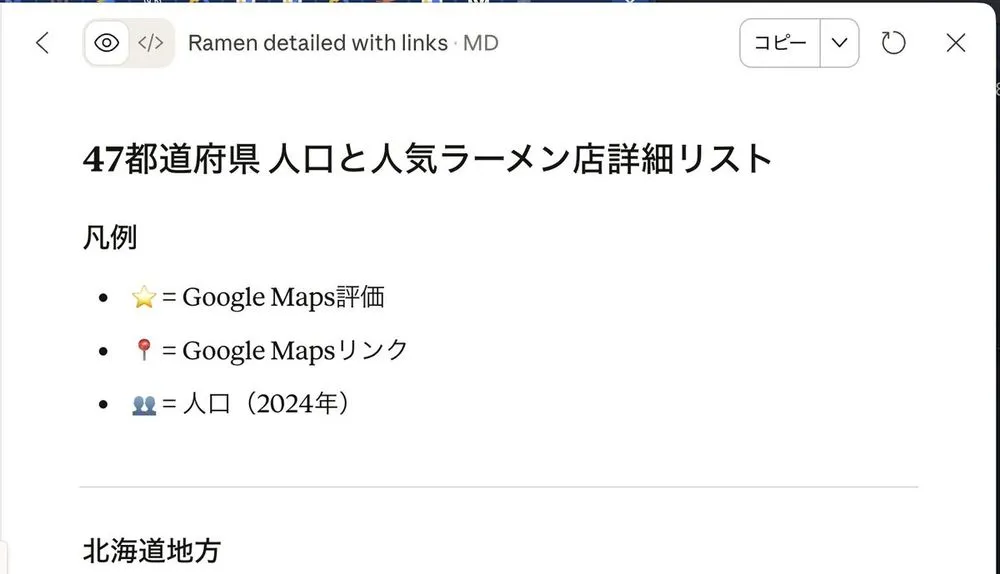 </> Ramen detailed with links · MD コピー
47都道府県 人口と人気ラーメン店詳細リスト
凡例
• ⭐ = Google Maps評価
• 📍 = Google Mapsリンク
• 👥 = 人口（2024年）
北海道地方